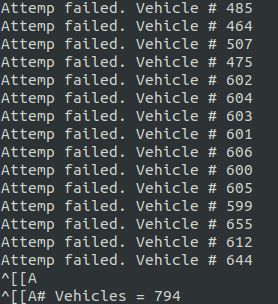 Attemp failed. Vehicle # 485
Attemp failed. Vehicle # 464
Attemp failed. Vehicle # 507
Attemp failed. Vehicle # 475
Attemp failed. Vehicle # 602
Attemp failed. Vehicle # 604
Attemp failed. Vehicle # 603
Attemp failed. Vehicle # 601
Attemp failed. Vehicle # 606
Attemp failed. Vehicle # 600
Attemp failed. Vehicle # 605
Attemp failed. Vehicle # 599
Attemp failed. Vehicle # 655
Attemp failed. Vehicle # 612
Attemp failed. Vehicle # 644
^[[A
^[[A# Vehicles = 794